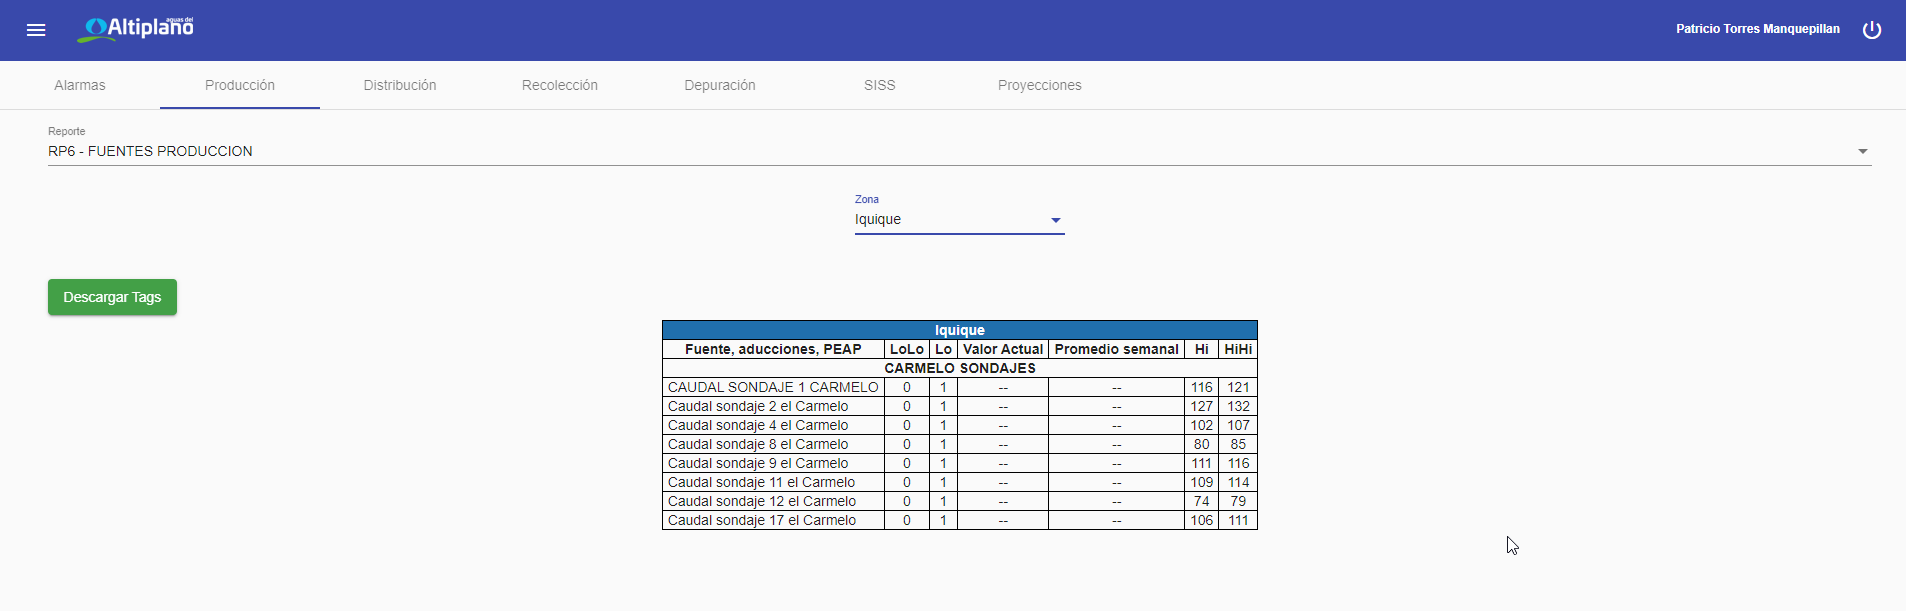 aguas del
Altiplano
Patricio Torres Manquepillan
Alarmas Producción Distribución Recolección Depuración SISS Proyecciones
Reporte
RP6 - FUENTES PRODUCCION
Zona
Iquique
Descargar Tags
Iquique
Fuente, aducciones, PEAP LoLo Lo Valor Actual Promedio semanal Hi HiHi
CARMELO SONDAJES
CAUDAL SONDAJE 1 CARMELO 0 1 -- -- 116 121
Caudal sondaje 2 el Carmelo 0 1 -- -- 127 132
Caudal sondaje 4 el Carmelo 0 1 -- -- 102 107
Caudal sondaje 8 el Carmelo 0 1 -- -- 80 85
Caudal sondaje 9 el Carmelo 0 1 -- -- 111 116
Caudal sondaje 11 el Carmelo 0 1 -- -- 109 114
Caudal sondaje 12 el Carmelo 0 1 -- -- 74 79
Caudal sondaje 17 el Carmelo 0 1 -- -- 106 111